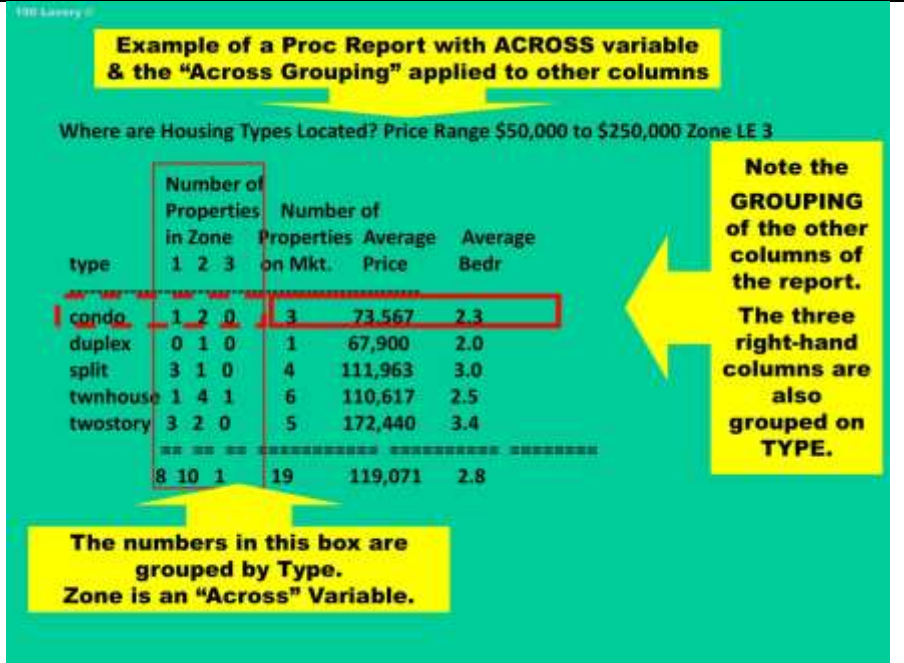 Example of a Proc Report with ACROSS variable
& the “Across Grouping” applied to other columns
Where are Housing Types Located? Price Range $50,000 to $250,000 Zone LE 3
Number of
Properties Number of
in Zone Properties Average Average
type 1 2 3 on Mkt. Price Bedr
condo 1 2 0 3 73,567 2.3
duplex 0 1 0 1 67,900 2.0
split 3 1 0 4 111,963 3.0
twnhouse 1 4 1 6 110,617 2.5
twostory 3 2 0 5 172,440 3.4
8 10 1 19 119,071 2.8
Note the
GROUPING
of the other
columns of
the report.
The three
right-hand
columns are
also
grouped on
TYPE.
The numbers in this box are
grouped by Type.
Zone is an “Across” Variable.